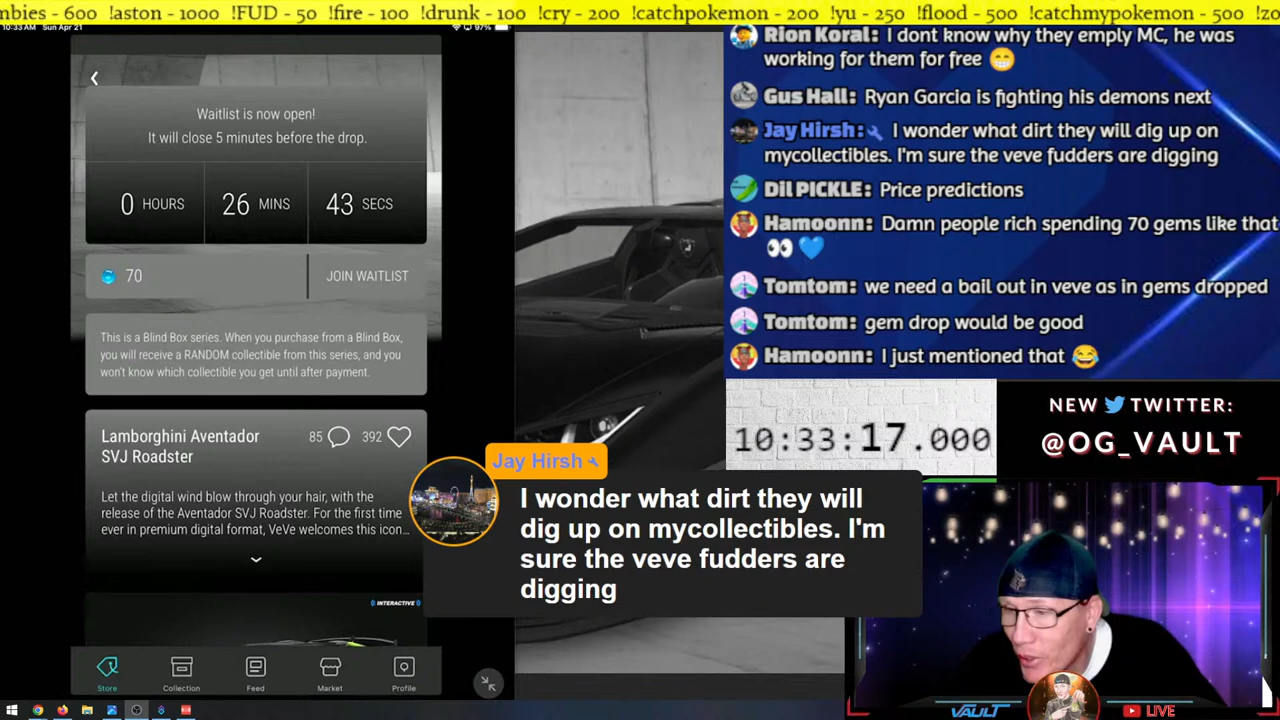 mbies - 600 !aston - 1000 !FUD - 50 !fire - 100 !drunk - 100 !cry - 200 !catchpokemon - 200 !yu - 250 !flood - 500 !catchmypokemon - 500 !zo
10:33 AM Sun Apr 21
97%
Waitlist is now open!
It will close 5 minutes before the drop.
0 HOURS 26 MINS 43 SECS
70 JOIN WAITLIST
This is a Blind Box series. When you purchase from a Blind Box,
you will receive a RANDOM collectible from this series, and you
won't know which collectible you get until after payment.
Lamborghini Aventador
SVJ Roadster
85 392
Let the digital wind blow through your hair, with the
release of the Aventador SVJ Roadster. For the first time
ever in premium digital format, VeVe welcomes this icon...
INTERACTIVE
Store Collection Feed Market Profile
Rion Koral: I dont know why they emply MC, he was
working for them for free 😁
Gus Hall: Ryan Garcia is fighting his demons next
Jay Hirsh: I wonder what dirt they will dig up on
mycollectibles. I'm sure the veve fudders are digging
Dil PICKLE: Price predictions
Hamoonn: Damn people rich spending 70 gems like that
👀 💙
Tomtom: we need a bail out in veve as in gems dropped
Tomtom: gem drop would be good
Hamoonn: I just mentioned that 😂
10:33:17.000
NEW TWITTER:
@OG_VAULT
Jay Hirsh
I wonder what dirt they will
dig up on mycollectibles. I'm
sure the veve fudders are
digging
VAULT
LIVE